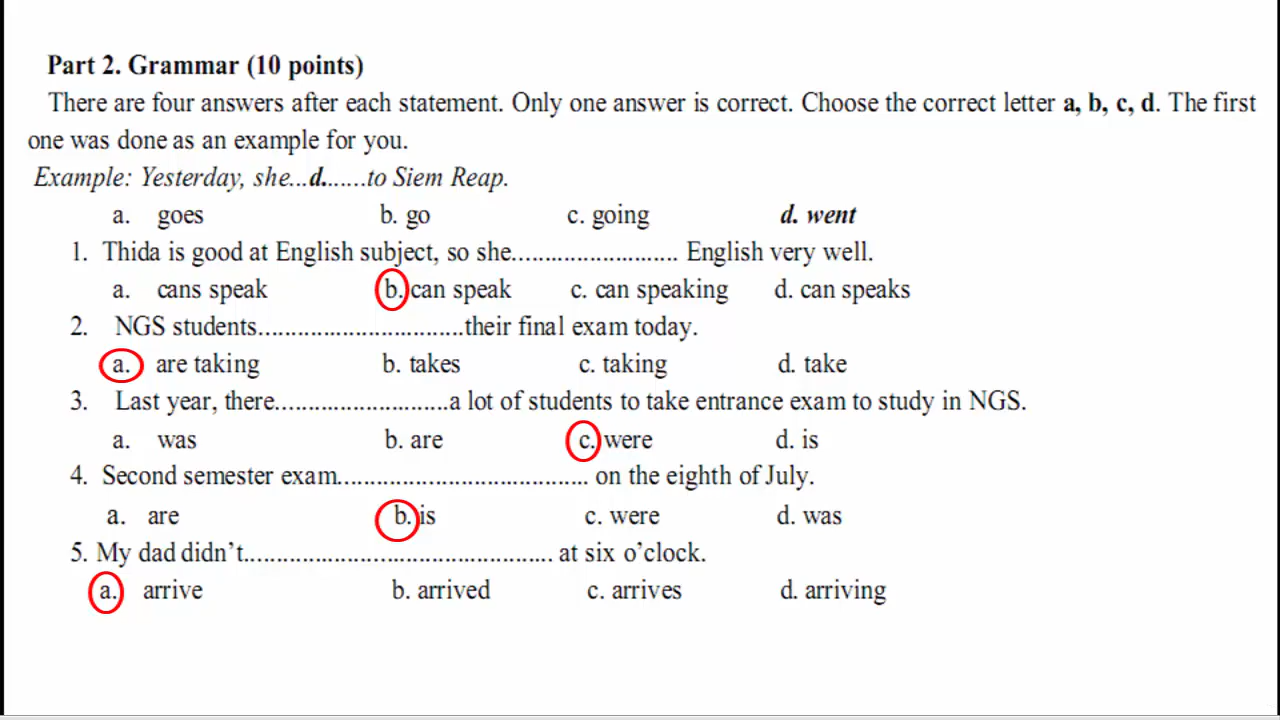 Part 2. Grammar (10 points)
There are four answers after each statement. Only one answer is correct. Choose the correct letter a, b, c, d. The first
one was done as an example for you.
Example: Yesterday, she...d.......to Siem Reap.
a. goes b. go c. going d. went
1. Thida is good at English subject, so she......................... English very well.
a. cans speak b. can speak c. can speaking d. can speaks
2. NGS students...............................their final exam today.
a. are taking b. takes c. taking d. take
3. Last year, there..........................a lot of students to take entrance exam to study in NGS.
a. was b. are c. were d. is
4. Second semester exam...................................... on the eighth of July.
a. are b. is c. were d. was
5. My dad didn’t.............................................. at six o’clock.
a. arrive b. arrived c. arrives d. arriving